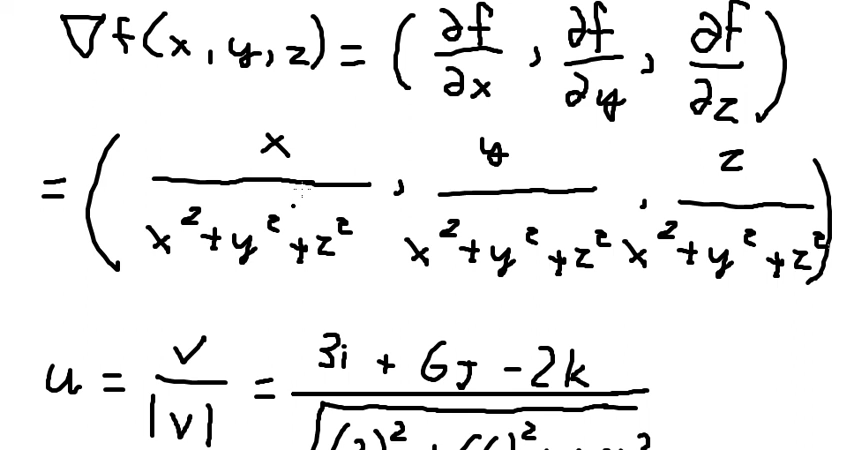 ∇f(x, y, z) = (∂f/∂x, ∂f/∂y, ∂f/∂z)
= (x/(x²+y²+z²), y/(x²+y²+z²), z/(x²+y²+z²))
u = v/|v| = (3i + 6J - 2k)/√